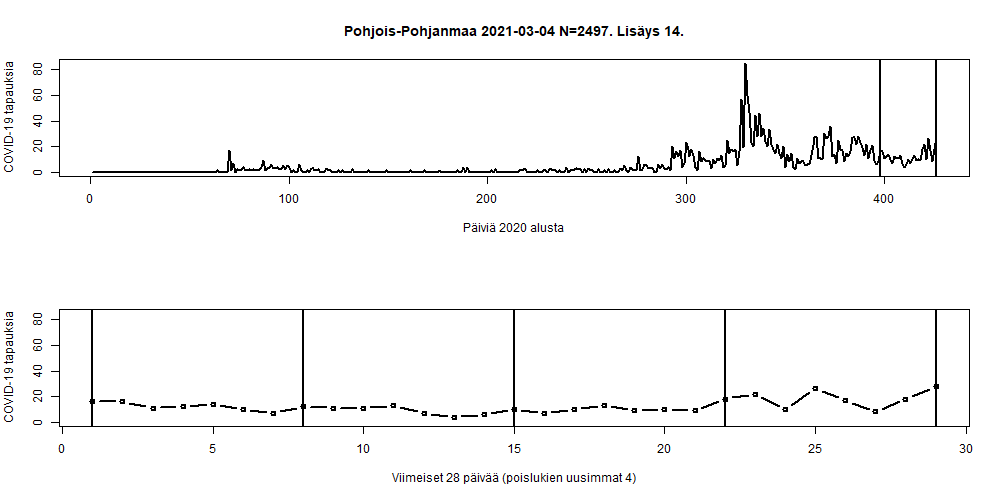 Pohjois-Pohjanmaa 2021-03-04 N=2497. Lisäys 14.
COVID-19 tapauksia
80
60
40
20
0
0 100 200 300 400
Päiviä 2020 alusta
COVID-19 tapauksia
80
60
40
20
0
0 5 10 15 20 25 30
Viimeiset 28 päivää (poislukien uusimmat 4)